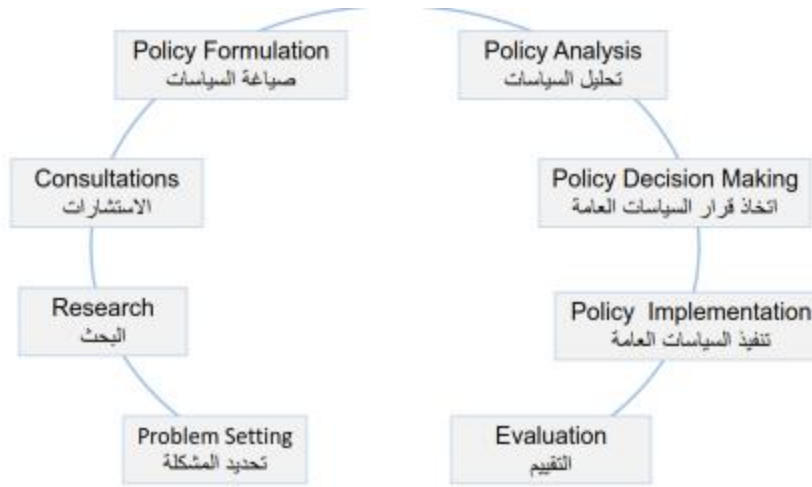 Policy Formulation
صياغة السياسات
Policy Analysis
تحليل السياسات
Consultations
الاستشارات
Policy Decision Making
اتخاذ قرار السياسات العامة
Research
البحث
Policy Implementation
تنفيذ السياسات العامة
Problem Setting
تحديد المشكلة
Evaluation
التقييم